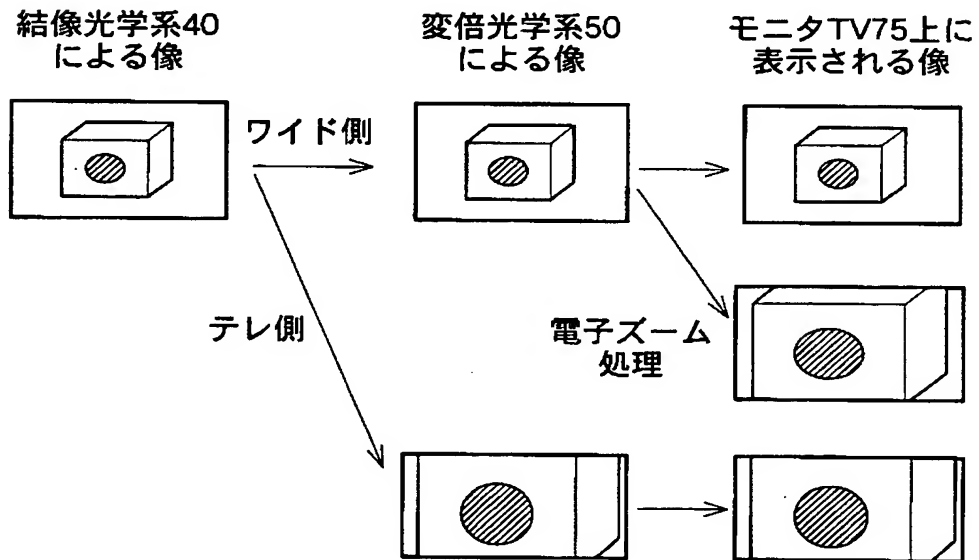 結像光学系40
による像
変倍光学系50
による像
モニタTV75上に
表示される像
ワイド側
テレ側
電子ズーム
処理